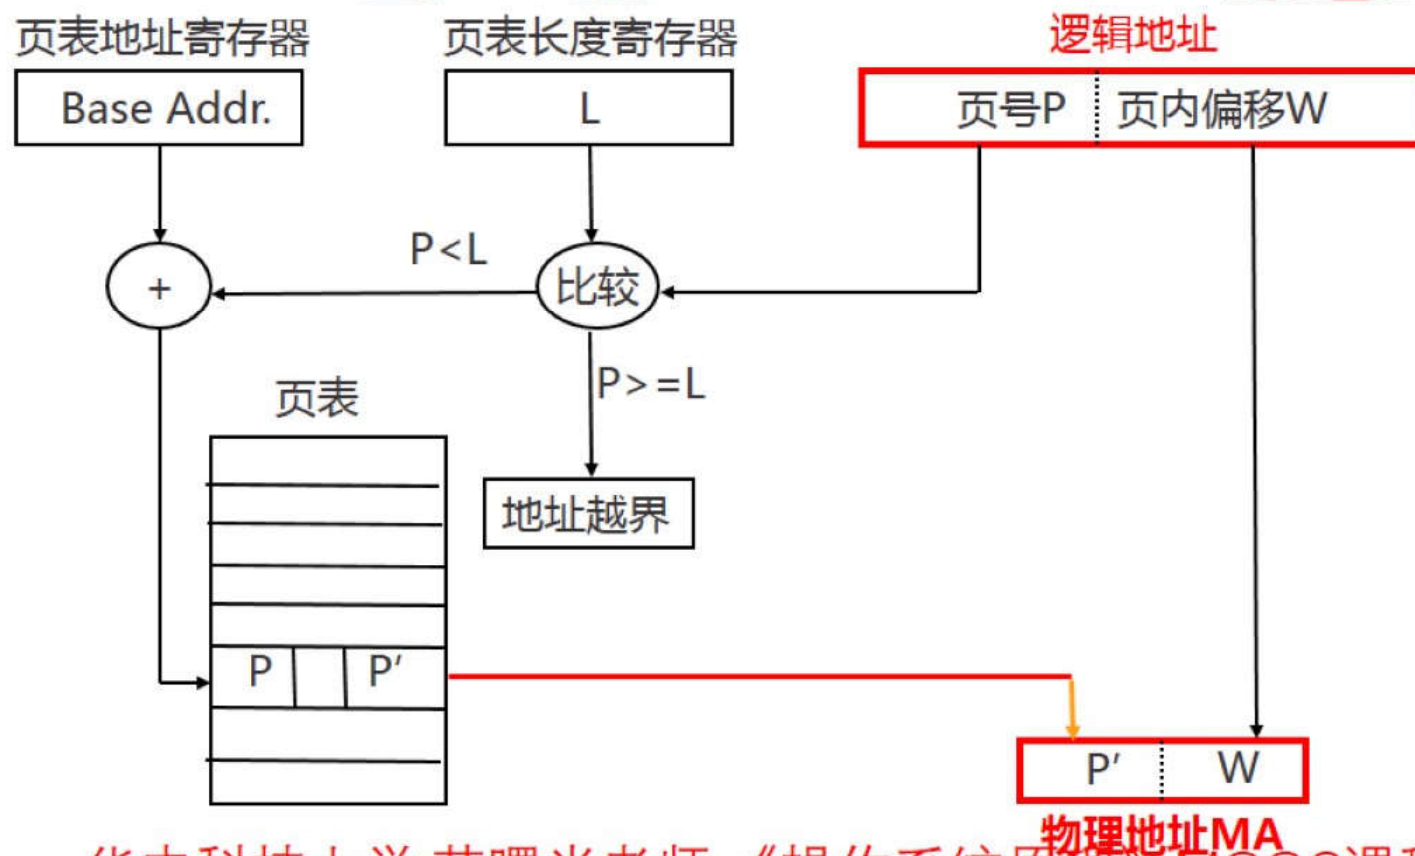 页表地址寄存器
页表长度寄存器
逻辑地址
Base Addr.
L
页号P
页内偏移W
P<L
+
比较
P>=L
页表
地址越界
P
P'
P'
W
物理地址MA